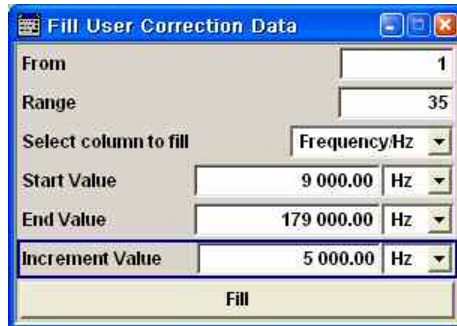 Fill User Correction Data
From 1
Range 35
Select column to fill Frequency/Hz
Start Value 9 000.00 Hz
End Value 179 000.00 Hz
Increment Value 5 000.00 Hz
Fill